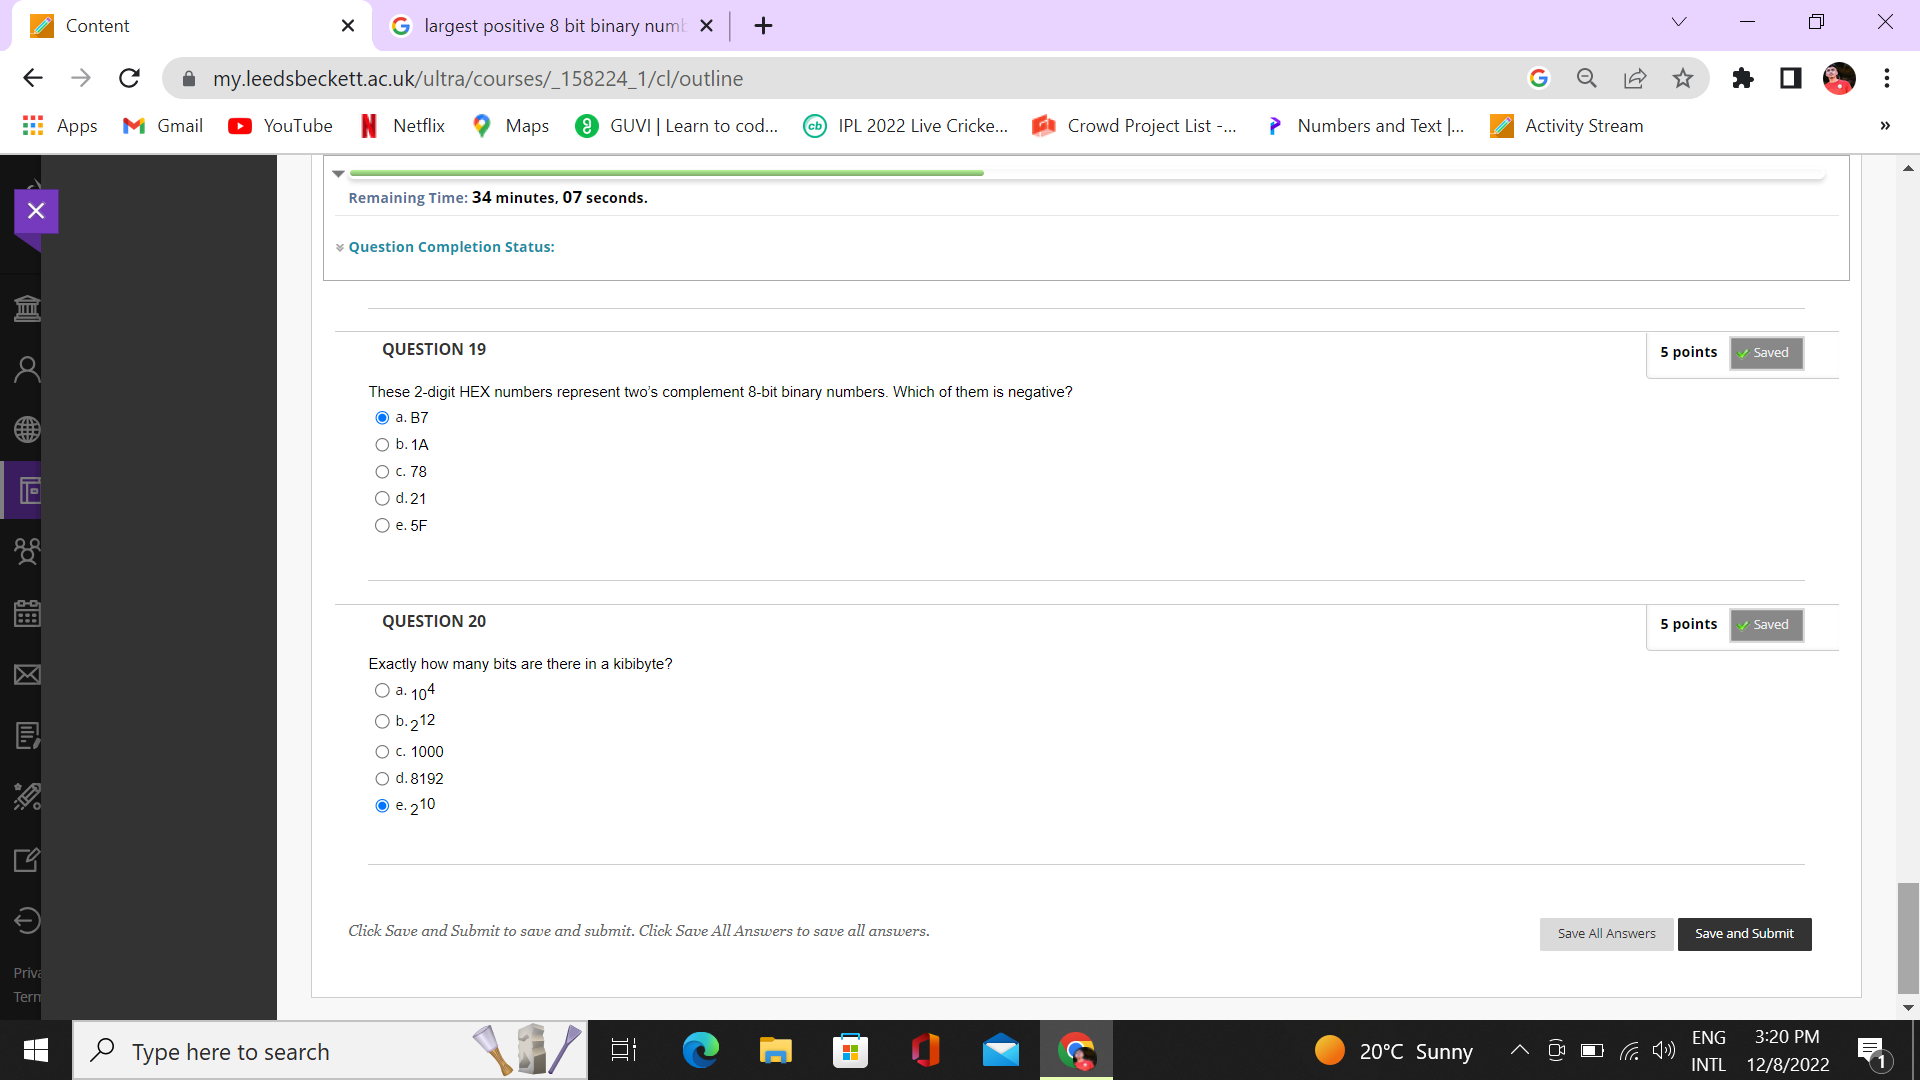 Content
largest positive 8 bit binary numb
my.leedsbeckett.ac.uk/ultra/courses/_158224_1/cl/outline
Apps
Gmail
YouTube
Netflix
Maps
GUVI | Learn to cod...
IPL 2022 Live Cricke...
Crowd Project List -...
Numbers and Text |...
Activity Stream
»
Remaining Time: 34 minutes, 07 seconds.
Question Completion Status:
QUESTION 19
5 points
Saved
These 2-digit HEX numbers represent two's complement 8-bit binary numbers. Which of them is negative?
a. B7
b. 1A
c. 78
d. 21
e. 5F
QUESTION 20
5 points
Saved
Exactly how many bits are there in a kibibyte?
a. 10^4
b. 2^12
c. 1000
d. 8192
e. 2^10
Click Save and Submit to save and submit. Click Save All Answers to save all answers.
Save All Answers
Save and Submit
Priva
Term
Type here to search
20°C Sunny
ENG
INTL
3:20 PM
12/8/2022
1